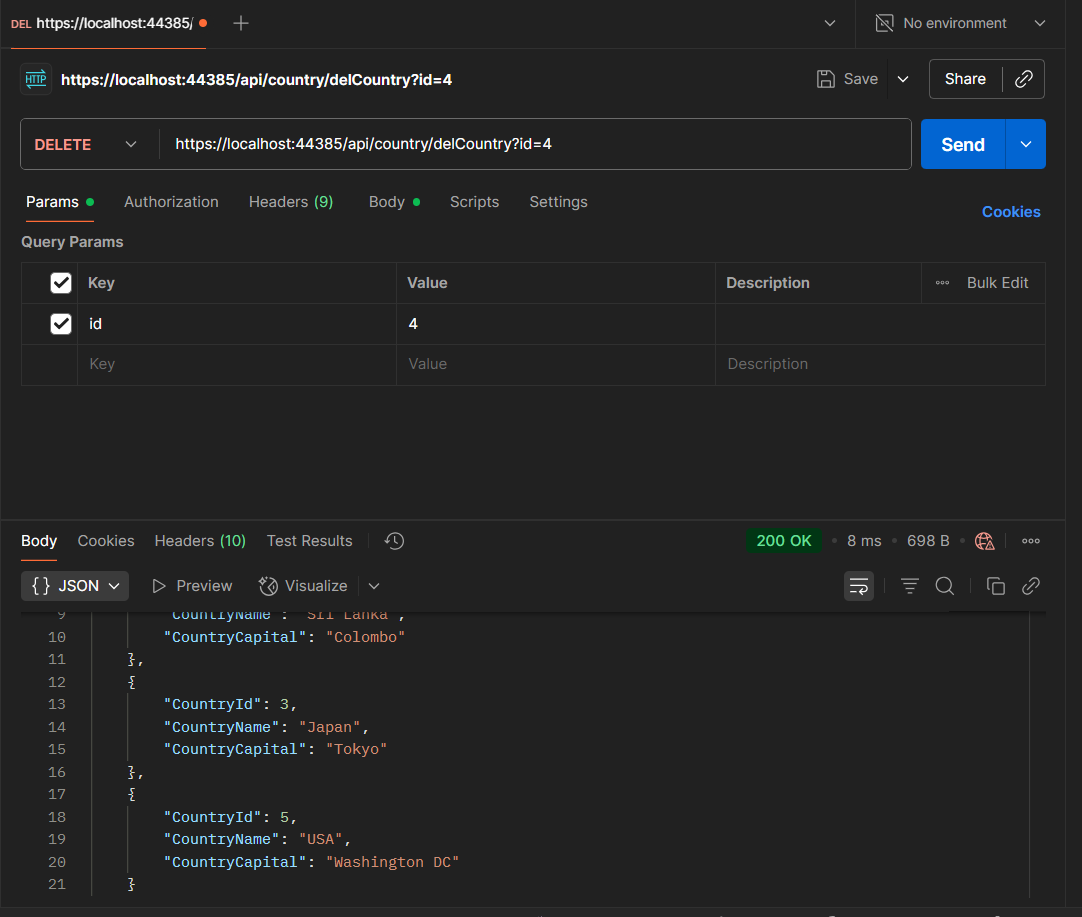 DEL https://localhost:44385/
No environment
HTTP https://localhost:44385/api/country/delCountry?id=4
Save
Share
DELETE
https://localhost:44385/api/country/delCountry?id=4
Send
Params
Authorization
Headers (9)
Body
Scripts
Settings
Cookies
Query Params
Key Value Description Bulk Edit
id 4
Key Value Description
Body Cookies Headers (10) Test Results
200 OK 8 ms 698 B
{} JSON Preview Visualize
9 "CountryName": "Sri Lanka",
10 "CountryCapital": "Colombo"
11 },
12 {
13 "CountryId": 3,
14 "CountryName": "Japan",
15 "CountryCapital": "Tokyo"
16 },
17 {
18 "CountryId": 5,
19 "CountryName": "USA",
20 "CountryCapital": "Washington DC"
21 }